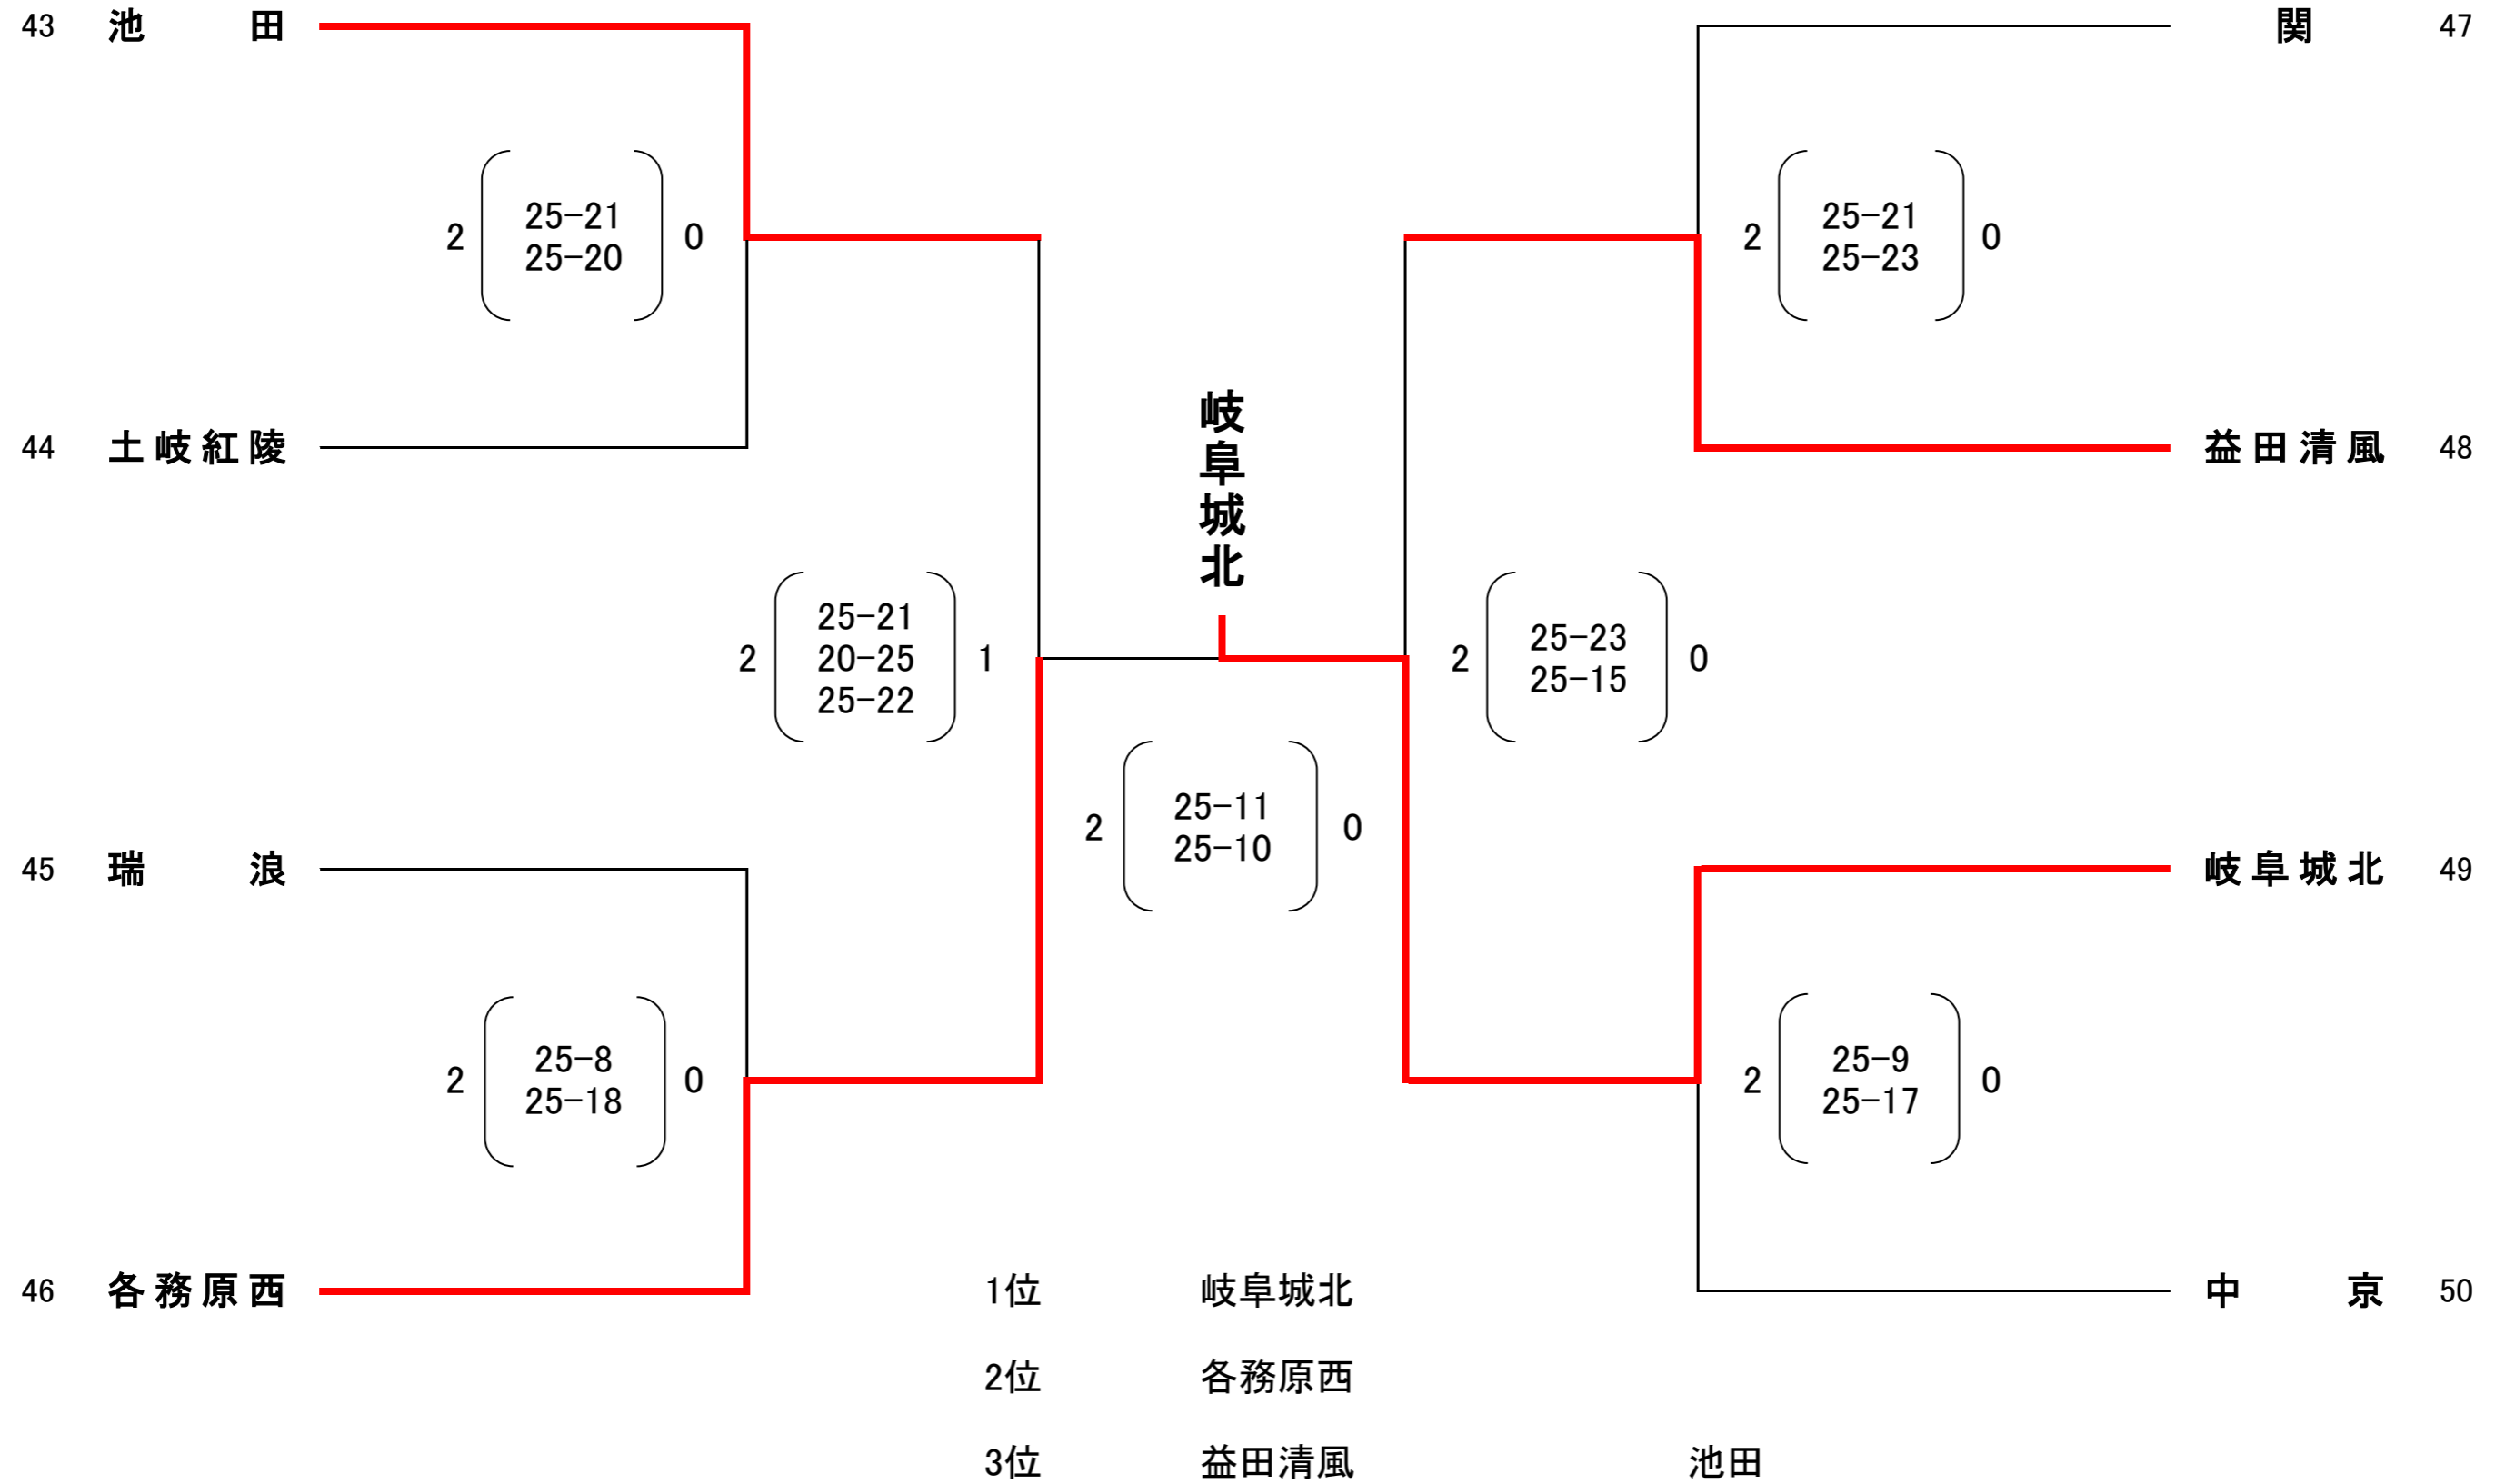 43 池田 関 47
2 25-21 0 2 25-21 0
25-20 25-23
44 土岐紅陵 岐阜城北 益田清風 48
2 25-21 1 2 25-23 0
20-25 25-15
25-22
2 25-11 0
25-10
45 瑞浪 岐阜城北 49
2 25-8 0 2 25-9 0
25-18 25-17
46 各務原西 1位 岐阜城北 中京 50
2位 各務原西
3位 益田清風 池田